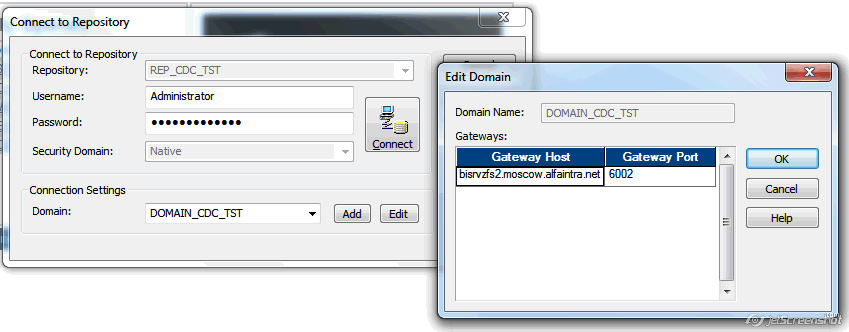 Connect to Repository
Connect to Repository
Repository: REP_CDC_TST
Username: Administrator
Password: •••••••••••••
Connect
Security Domain: Native
Connection Settings
Domain: DOMAIN_CDC_TST Add Edit
Edit Domain
Domain Name: DOMAIN_CDC_TST
Gateways:
Gateway Host Gateway Port
bisrvzfs2.moscow.alfaintra.net 6002
OK
Cancel
Help
jetScreenshot